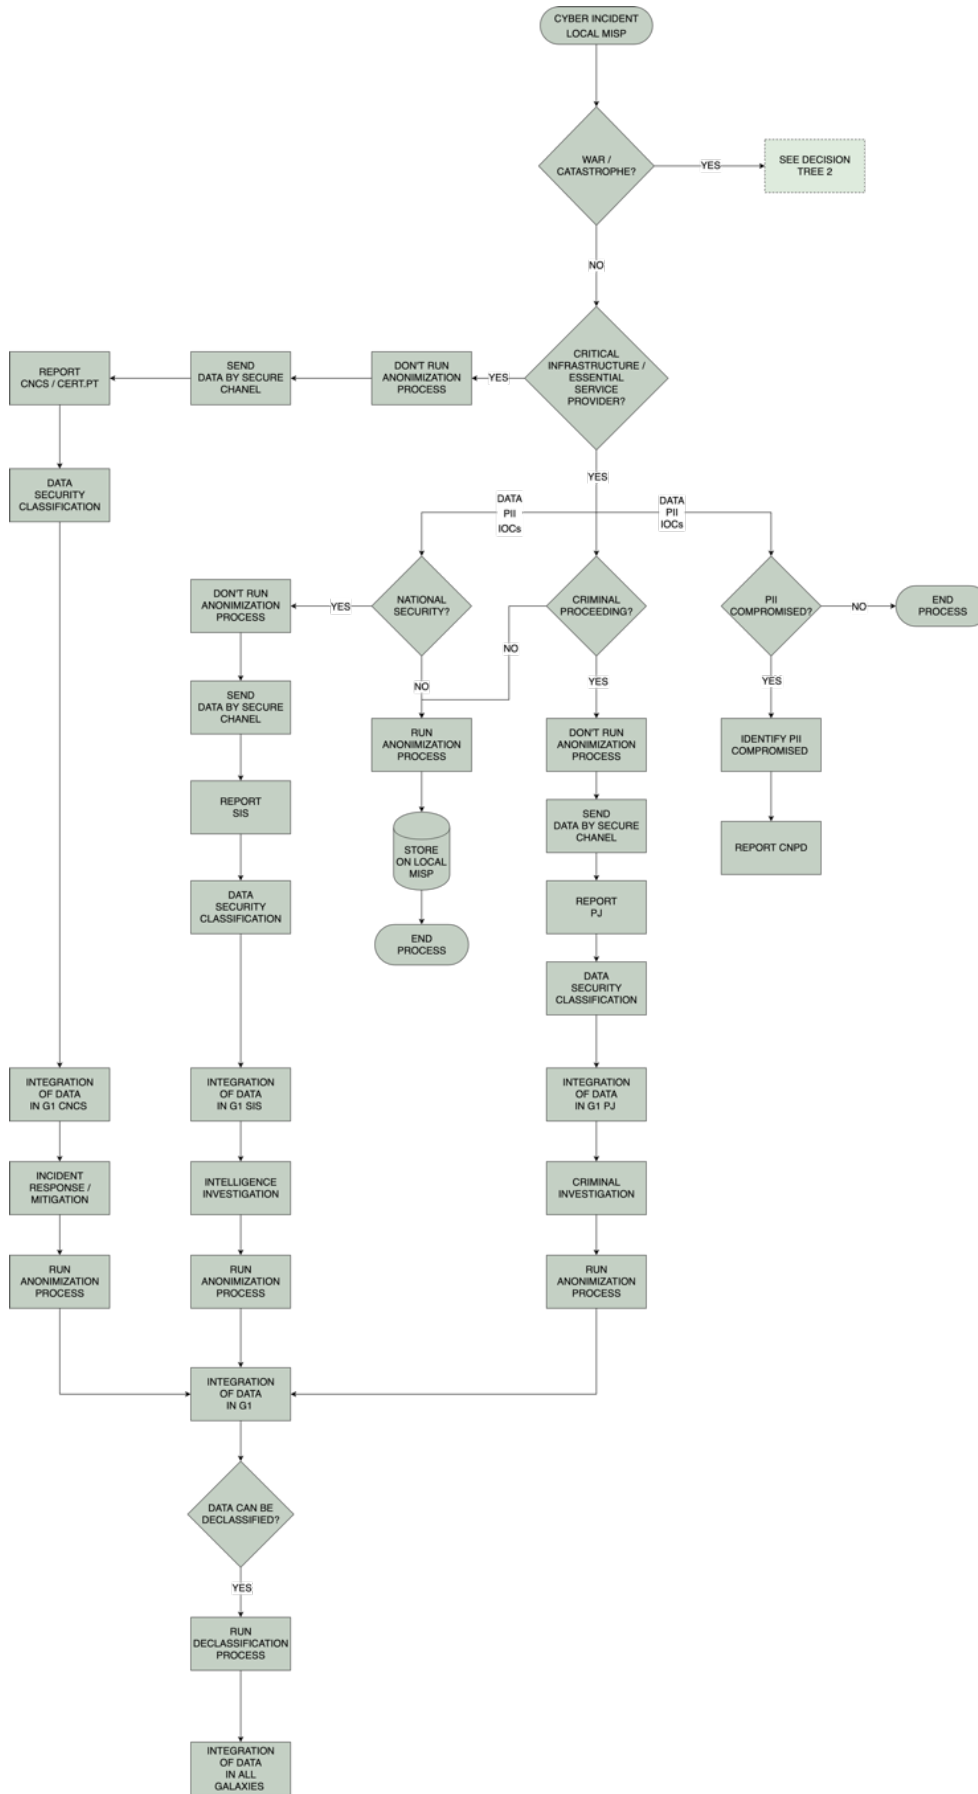 CYBER INCIDENT
LOCAL MISP
WAR /
CATASTROPHE?
YES
SEE DECISION
TREE 2
NO
CRITICAL
INFRASTRUCTURE /
ESSENTIAL
SERVICE
PROVIDER?
YES
DON'T RUN
ANONIMIZATION
PROCESS
SEND
DATA BY SECURE
CHANEL
REPORT
CNCS / CERT.PT
DATA
SECURITY
CLASSIFICATION
YES
DATA
PII
IOCs
DATA
PII
IOCs
NATIONAL
SECURITY?
YES
DON'T RUN
ANONIMIZATION
PROCESS
CRIMINAL
PROCEEDING?
NO
PII
COMPROMISED?
NO
END
PROCESS
SEND
DATA BY SECURE
CHANEL
NO
YES
YES
RUN
ANONIMIZATION
PROCESS
DON'T RUN
ANONIMIZATION
PROCESS
IDENTIFY PII
COMPROMISED
REPORT
SIS
STORE
ON LOCAL
MISP
SEND
DATA BY SECURE
CHANEL
REPORT CNPD
DATA
SECURITY
CLASSIFICATION
END
PROCESS
REPORT
PJ
DATA
SECURITY
CLASSIFICATION
INTEGRATION
OF DATA
IN G1 CNCS
INTEGRATION
OF DATA
IN G1 SIS
INTEGRATION
OF DATA
IN G1 PJ
INCIDENT
RESPONSE /
MITIGATION
INTELLIGENCE
INVESTIGATION
CRIMINAL
INVESTIGATION
RUN
ANONIMIZATION
PROCESS
RUN
ANONIMIZATION
PROCESS
RUN
ANONIMIZATION
PROCESS
INTEGRATION
OF DATA
IN G1
DATA CAN BE
DECLASSIFIED?
YES
RUN
DECLASSIFICATION
PROCESS
INTEGRATION
OF DATA
IN ALL
GALAXIES